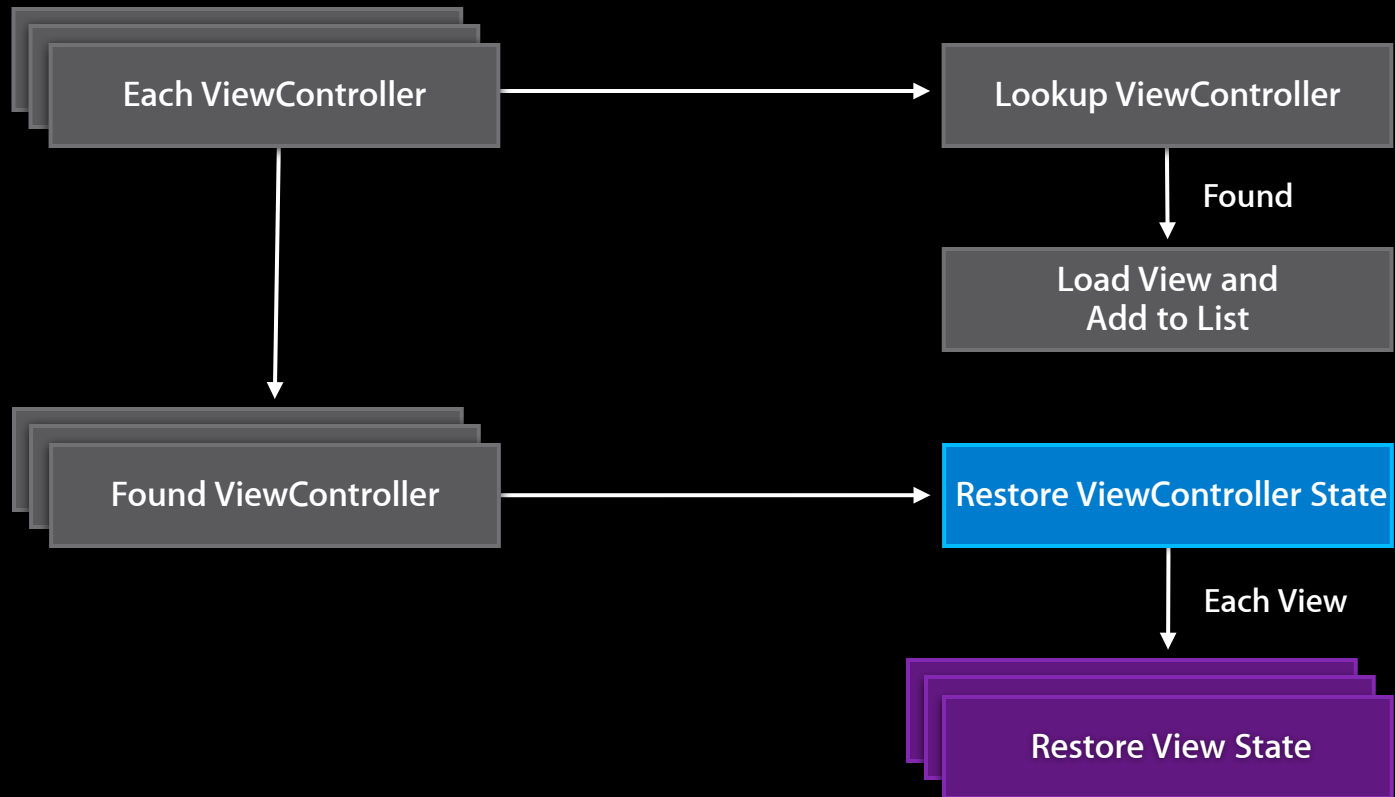 Each ViewController
Lookup ViewController
Found
Load View and
Add to List
Found ViewController
Restore ViewController State
Each View
Restore View State